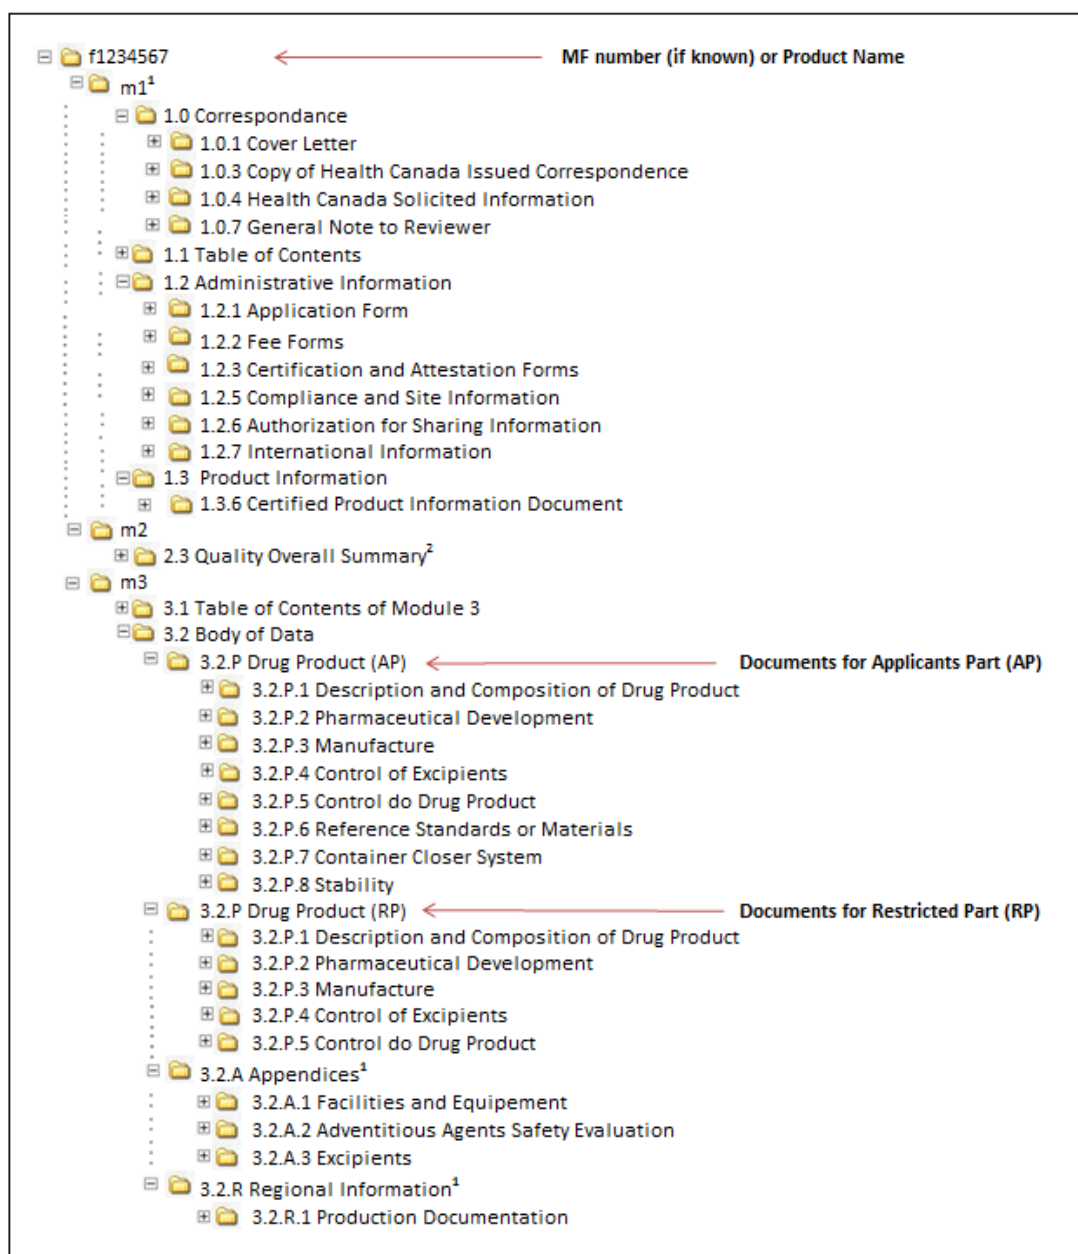 f1234567 MF number (if known) or Product Name
m1¹
1.0 Correspondance
1.0.1 Cover Letter
1.0.3 Copy of Health Canada Issued Correspondence
1.0.4 Health Canada Solicited Information
1.0.7 General Note to Reviewer
1.1 Table of Contents
1.2 Administrative Information
1.2.1 Application Form
1.2.2 Fee Forms
1.2.3 Certification and Attestation Forms
1.2.5 Compliance and Site Information
1.2.6 Authorization for Sharing Information
1.2.7 International Information
1.3 Product Information
1.3.6 Certified Product Information Document
m2
2.3 Quality Overall Summary²
m3
3.1 Table of Contents of Module 3
3.2 Body of Data
3.2.P Drug Product (AP) Documents for Applicants Part (AP)
3.2.P.1 Description and Composition of Drug Product
3.2.P.2 Pharmaceutical Development
3.2.P.3 Manufacture
3.2.P.4 Control of Excipients
3.2.P.5 Control do Drug Product
3.2.P.6 Reference Standards or Materials
3.2.P.7 Container Closer System
3.2.P.8 Stability
3.2.P Drug Product (RP) Documents for Restricted Part (RP)
3.2.P.1 Description and Composition of Drug Product
3.2.P.2 Pharmaceutical Development
3.2.P.3 Manufacture
3.2.P.4 Control of Excipients
3.2.P.5 Control do Drug Product
3.2.A Appendices¹
3.2.A.1 Facilities and Equipement
3.2.A.2 Adventitious Agents Safety Evaluation
3.2.A.3 Excipients
3.2.R Regional Information¹
3.2.R.1 Production Documentation